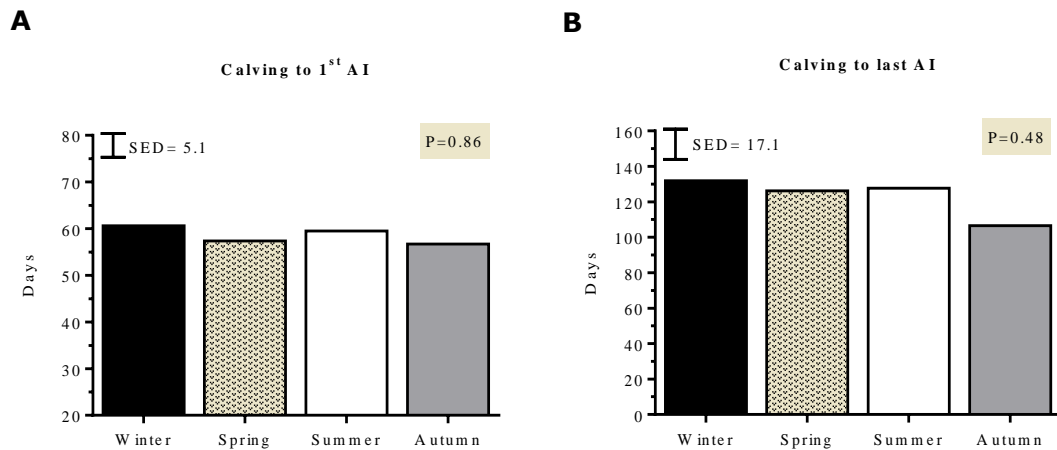 A
Calving to 1st AI
80
70
60
50
40
30
20
Days
SED= 5.1
P=0.86
Winter
Spring
Summer
Autumn
B
Calving to last AI
160
140
120
100
80
60
40
20
0
Days
SED= 17.1
P=0.48
Winter
Spring
Summer
Autumn